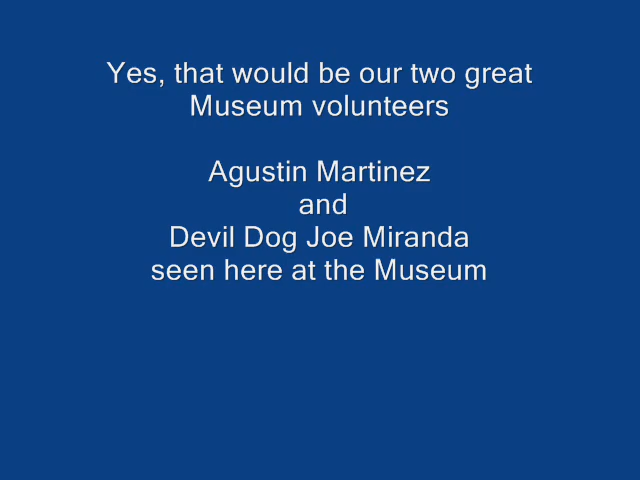 Yes, that would be our two great
Museum volunteers
Agustin Martinez
and
Devil Dog Joe Miranda
seen here at the Museum